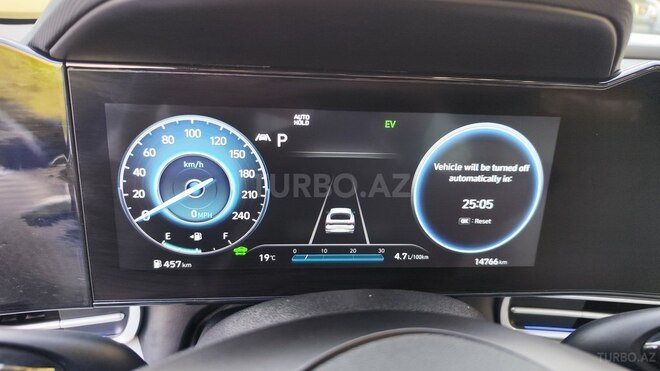 AUTO
HOLD
EV
P
80 100 120 140
60 160
40 180
20 210
0 240
km/h
0 MPH
E F
457 km
19°C
0 10 20 30
4.7 L/100km
Vehicle will be turned off
automatically in:
25:05
OK : Reset
14766 km
TURBO.AZ
TURBO.AZ